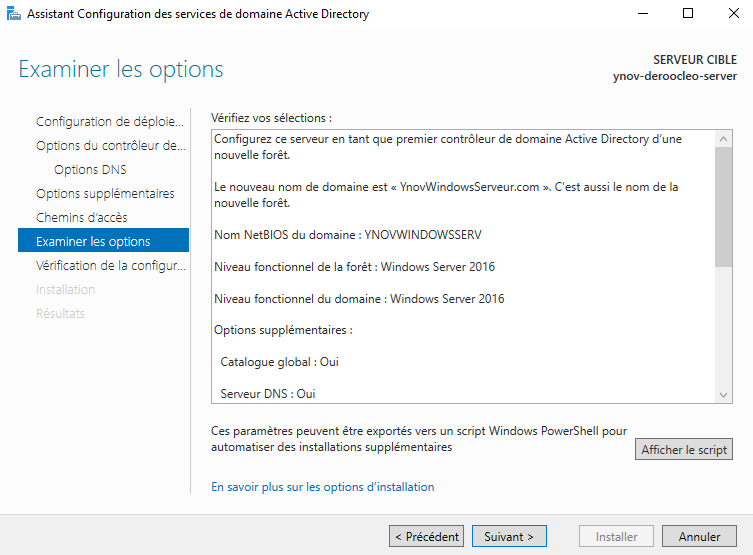 Assistant Configuration des services de domaine Active Directory
Examiner les options
SERVEUR CIBLE
ynov-deroocleo-server
Configuration de déploie...
Options du contrôleur de...
Options DNS
Options supplémentaires
Chemins d’accès
Examiner les options
Vérification de la configur...
Installation
Résultats
Vérifiez vos sélections :
Configurez ce serveur en tant que premier contrôleur de domaine Active Directory d’une
nouvelle forêt.
Le nouveau nom de domaine est « YnovWindowsServeur.com ». C’est aussi le nom de la
nouvelle forêt.
Nom NetBIOS du domaine : YNOVWINDOWSSERV
Niveau fonctionnel de la forêt : Windows Server 2016
Niveau fonctionnel du domaine : Windows Server 2016
Options supplémentaires :
Catalogue global : Oui
Serveur DNS : Oui
Ces paramètres peuvent être exportés vers un script Windows PowerShell pour
automatiser des installations supplémentaires
Afficher le script
En savoir plus sur les options d’installation
< Précédent
Suivant >
Installer
Annuler